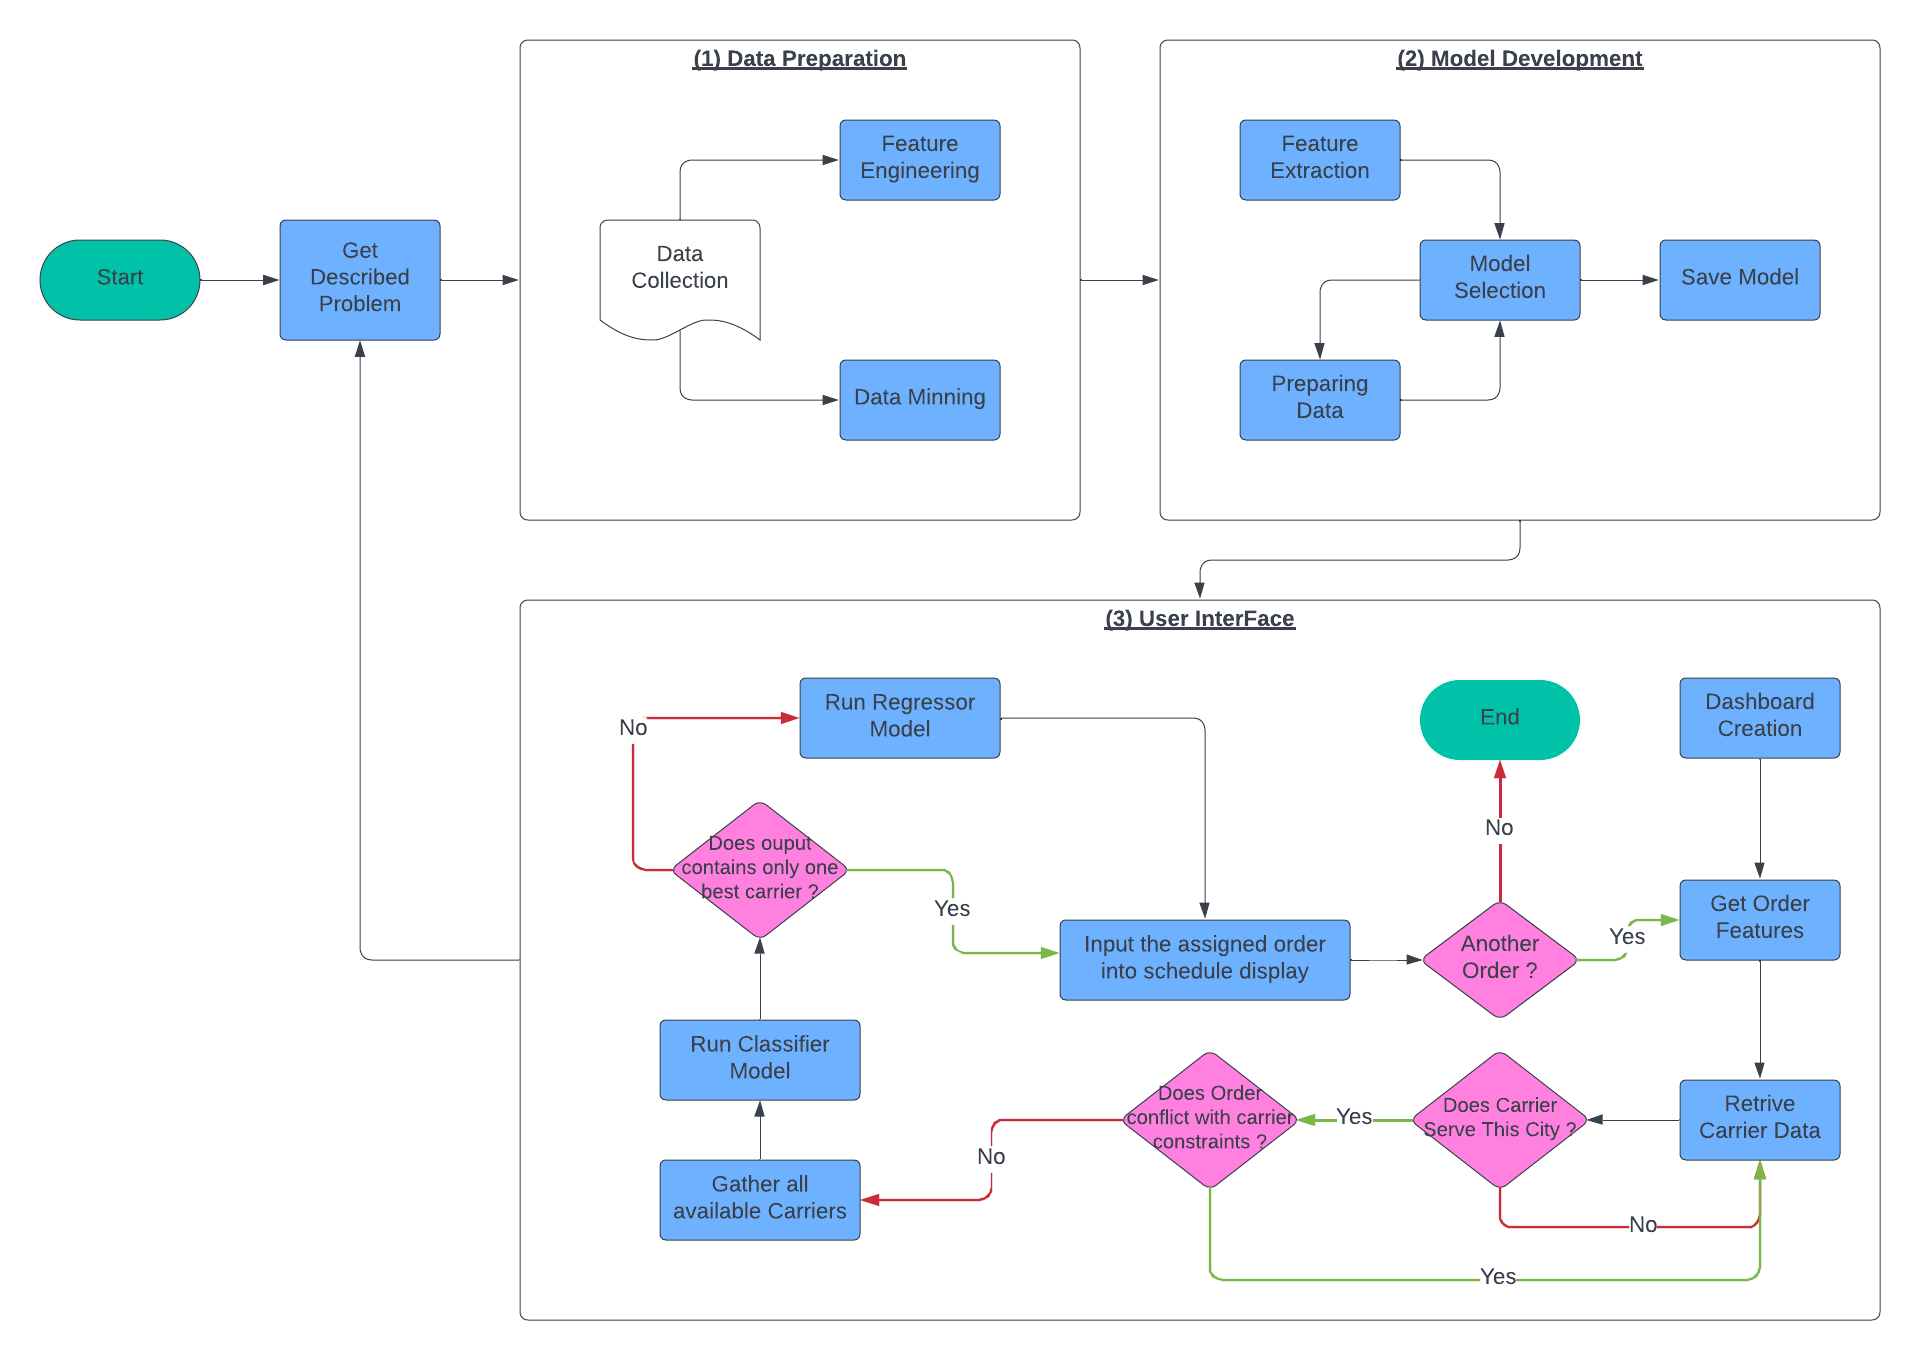 (1) Data Preparation
(2) Model Development
Feature
Engineering
Feature
Extraction
Start
Get
Described
Problem
Data
Collection
Model
Selection
Save Model
Data Minning
Preparing
Data
(3) User InterFace
No
Run Regressor
Model
End
Dashboard
Creation
No
Does ouput
contains only one
best carrier ?
Yes
Input the assigned order
into schedule display
Another
Order ?
Yes
Get Order
Features
Run Classifier
Model
Does Order
conflict with carrier
constraints ?
Yes
Does Carrier
Serve This City ?
Retrive
Carrier Data
No
Gather all
available Carriers
No
Yes